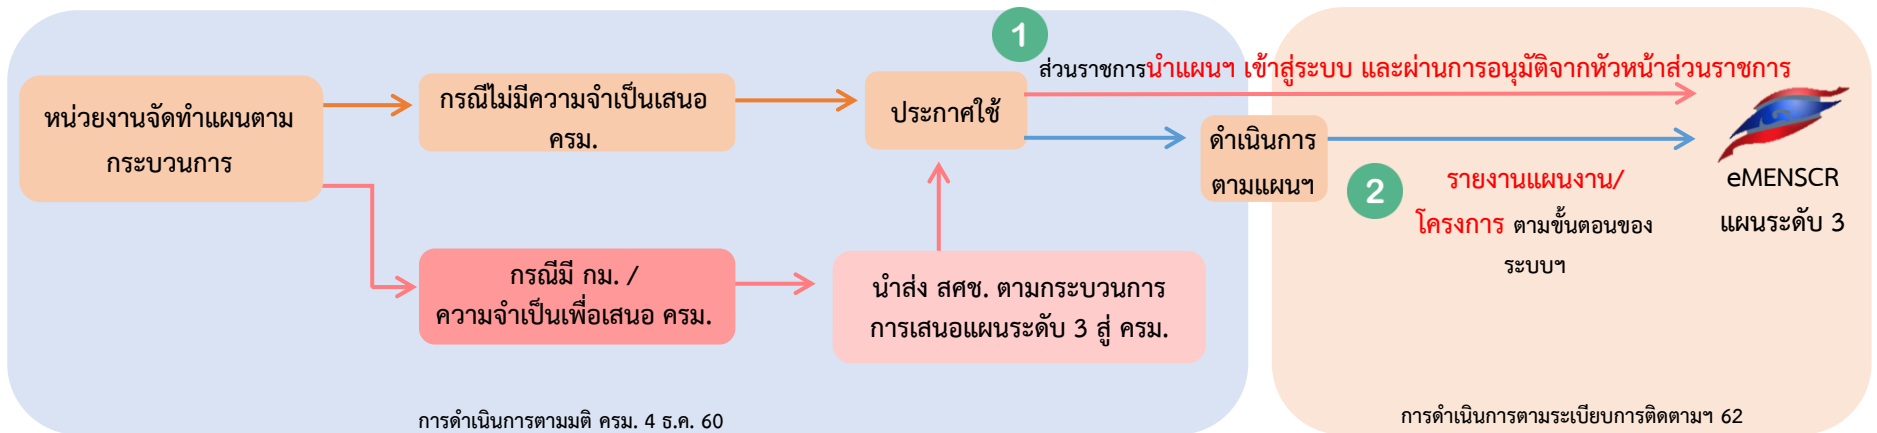 1
ส่วนราชการนำแผนฯ เข้าสู่ระบบ และผ่านการอนุมัติจากหัวหน้าส่วนราชการ
หน่วยงานจัดทำแผนตาม
กระบวนการ
กรณีไม่มีความจำเป็นเสนอ
ครม.
ประกาศใช้
ดำเนินการ
ตามแผนฯ
2
รายงานแผนงาน/
โครงการ ตามขั้นตอนของ
ระบบฯ
eMENSCR
แผนระดับ 3
กรณีมี กม. /
ความจำเป็นเพื่อเสนอ ครม.
นำส่ง สศช. ตามกระบวนการ
การเสนอแผนระดับ 3 สู่ ครม.
การดำเนินการตามมติ ครม. 4 ธ.ค. 60
การดำเนินการตามระเบียบการติดตามฯ 62